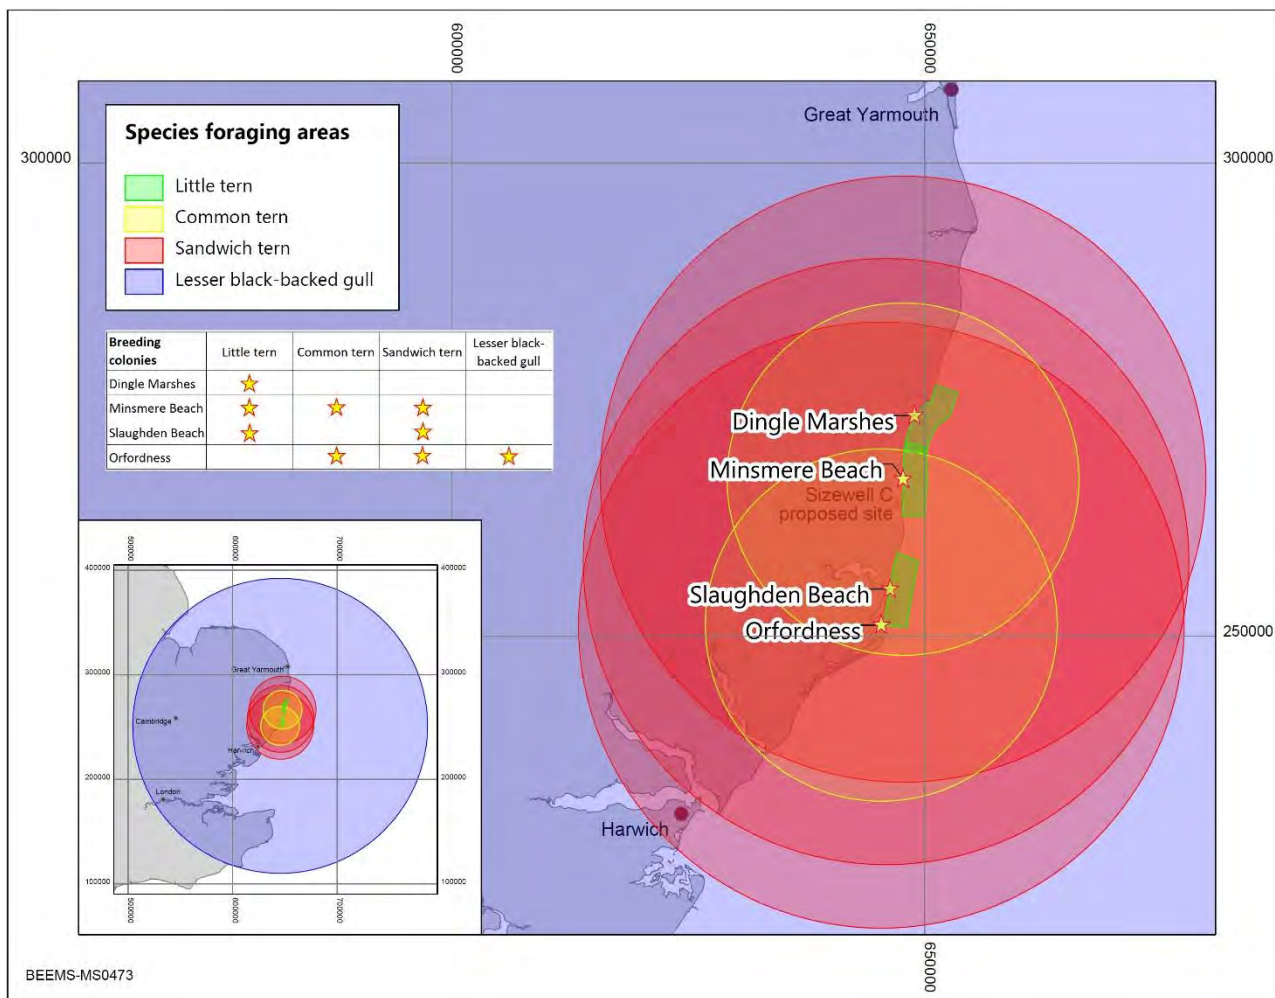 600000
650000
Great Yarmouth
300000
300000
Species foraging areas
Little tern
Common tern
Sandwich tern
Lesser black-backed gull
Breeding colonies
Little tern
Common tern
Sandwich tern
Lesser black-backed gull
Dingle Marshes
Minsmere Beach
Slaughden Beach
Orfordness
Dingle Marshes
Minsmere Beach
Sizewell C
proposed site
Slaughden Beach
Orfordness
250000
Harwich
650000
500000
600000
700000
400000
400000
300000
300000
Great Yarmouth
Cambridge
Harwich
200000
200000
London
100000
100000
500000
600000
700000
BEEMS-MS0473